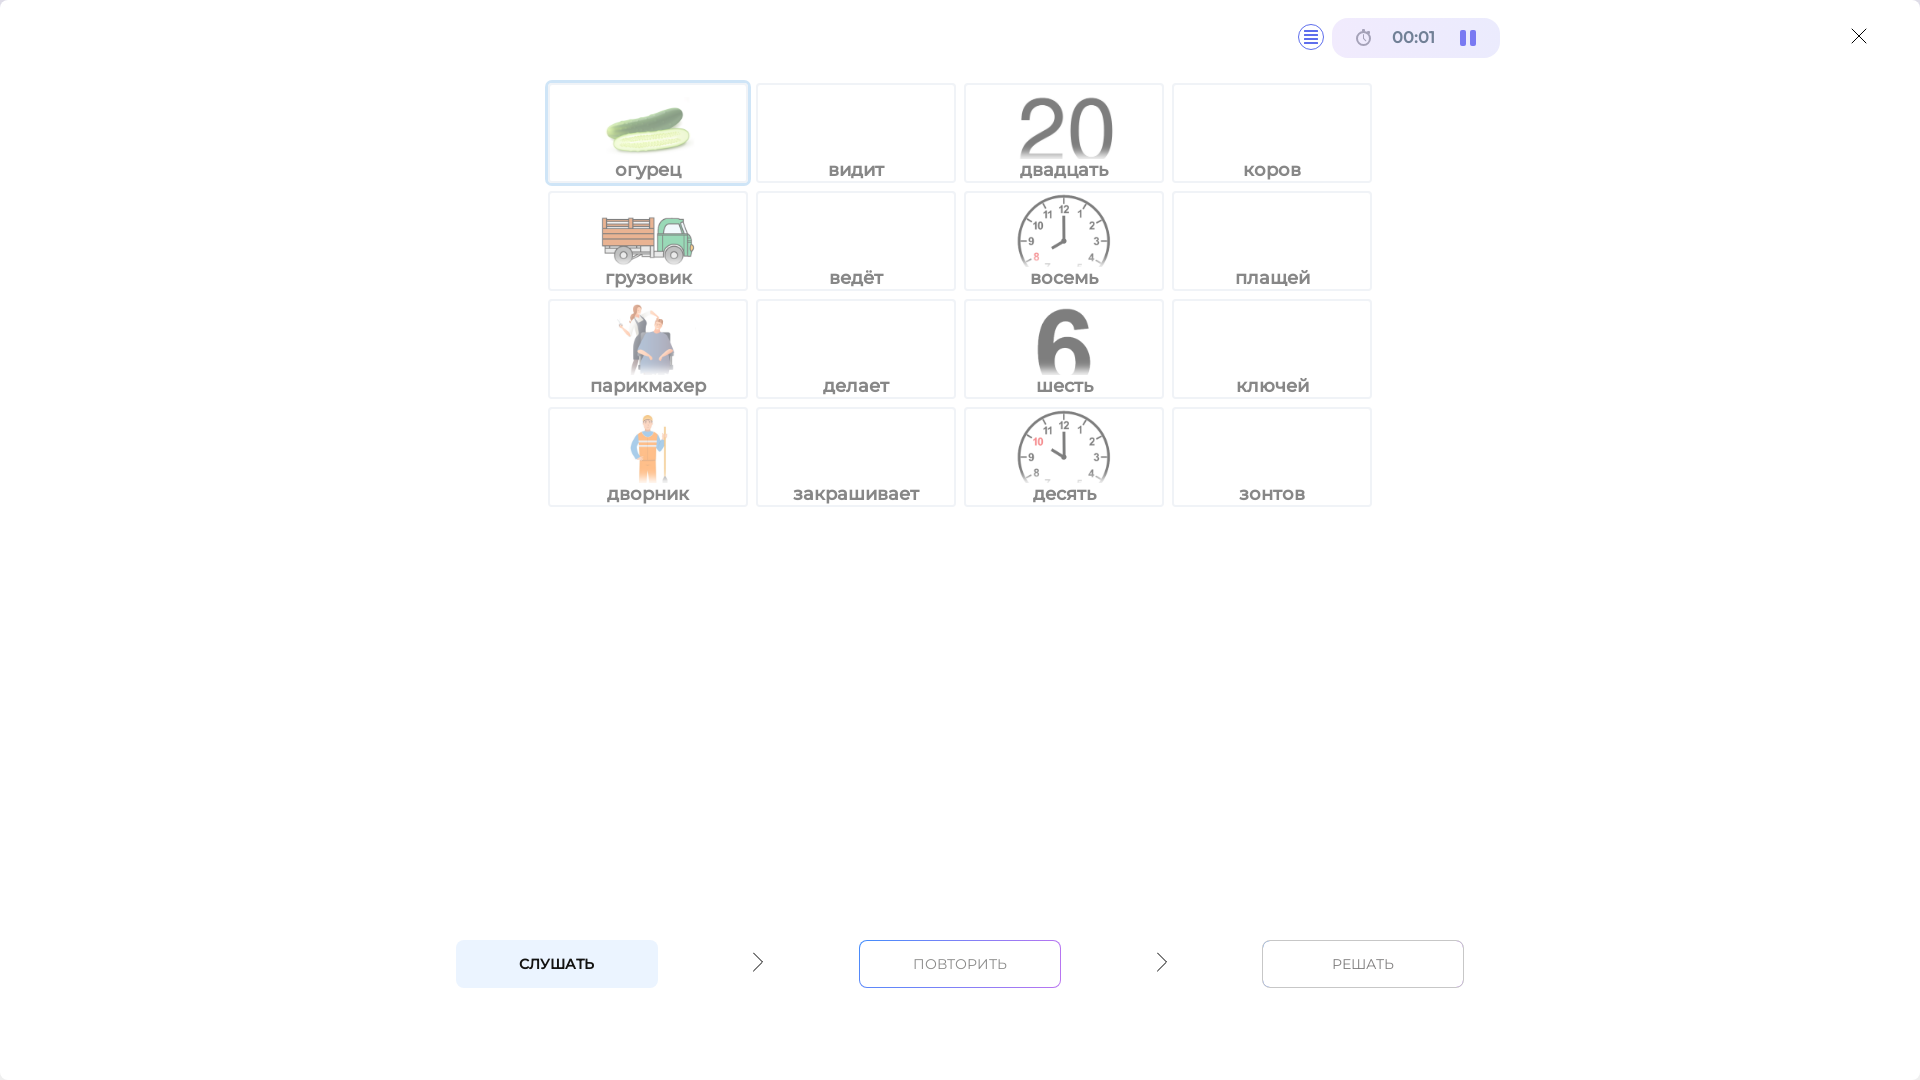 00:01
20
огурец видит двадцать коров
11 12 1
10 2
9 3
8 4
грузовик ведёт восемь плащей
6
парикмахер делает шесть ключей
11 12 1
10 2
9 3
8 4
дворник закрашивает десять зонтов
СЛУШАТЬ ПОВТОРИТЬ РЕШАТЬ